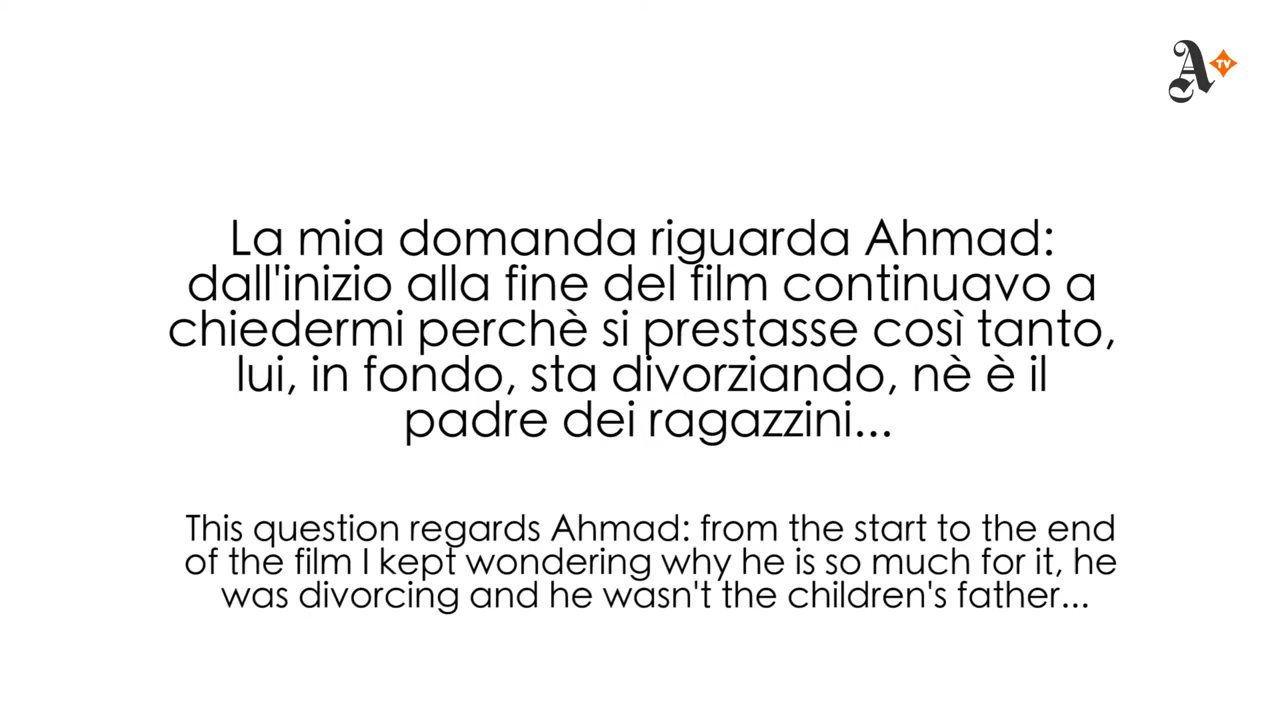 A TV
La mia domanda riguarda Ahmad:
dall'inizio alla fine del film continuavo a
chiedermi perchè si prestasse così tanto,
lui, in fondo, sta divorziando, nè è il
padre dei ragazzini...
This question regards Ahmad: from the start to the end
of the film I kept wondering why he is so much for it, he
was divorcing and he wasn't the children's father...